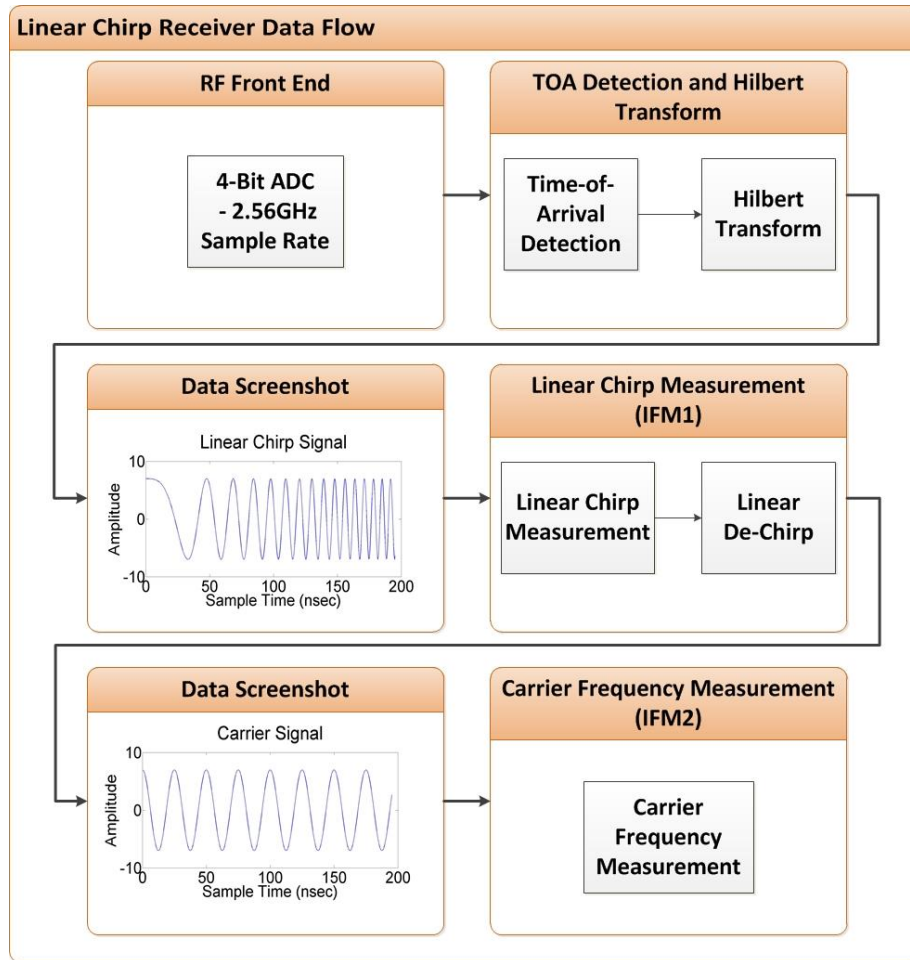 Linear Chirp Receiver Data Flow
RF Front End
4-Bit ADC
- 2.56GHz
Sample Rate
TOA Detection and Hilbert
Transform
Time-of-
Arrival
Detection
Hilbert
Transform
Data Screenshot
Linear Chirp Signal
10
0
-10
Amplitude
0 50 100 150 200
Sample Time (nsec)
Linear Chirp Measurement
(IFM1)
Linear Chirp
Measurement
Linear
De-Chirp
Data Screenshot
Carrier Signal
10
0
-10
Amplitude
0 50 100 150 200
Sample Time (nsec)
Carrier Frequency Measurement
(IFM2)
Carrier
Frequency
Measurement